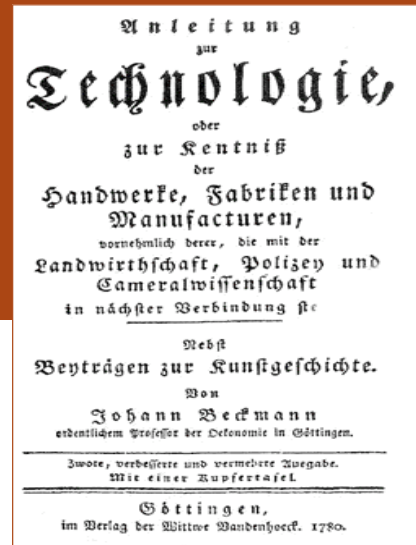 Anleitung
zur
Technologie,
oder
zur Kentniß
der
Handwerke, Fabriken und
Manufacturen,
vornehmlich derer, die mit der
Landwirthschaft, Polizey und
Cameralwissenschaft
in nächster Verbindung ste
Nebst
Beyträgen zur Kunstgeschichte.
Von
Johann Beckmann
ordentlichem Professor der Oekonomie in Göttingen.
Zwote, verbesserte und vermehrte Ausgabe.
Mit einer Kupfertafel.
Göttingen,
im Verlag der Wittwe Vandenhoeck. 1780.